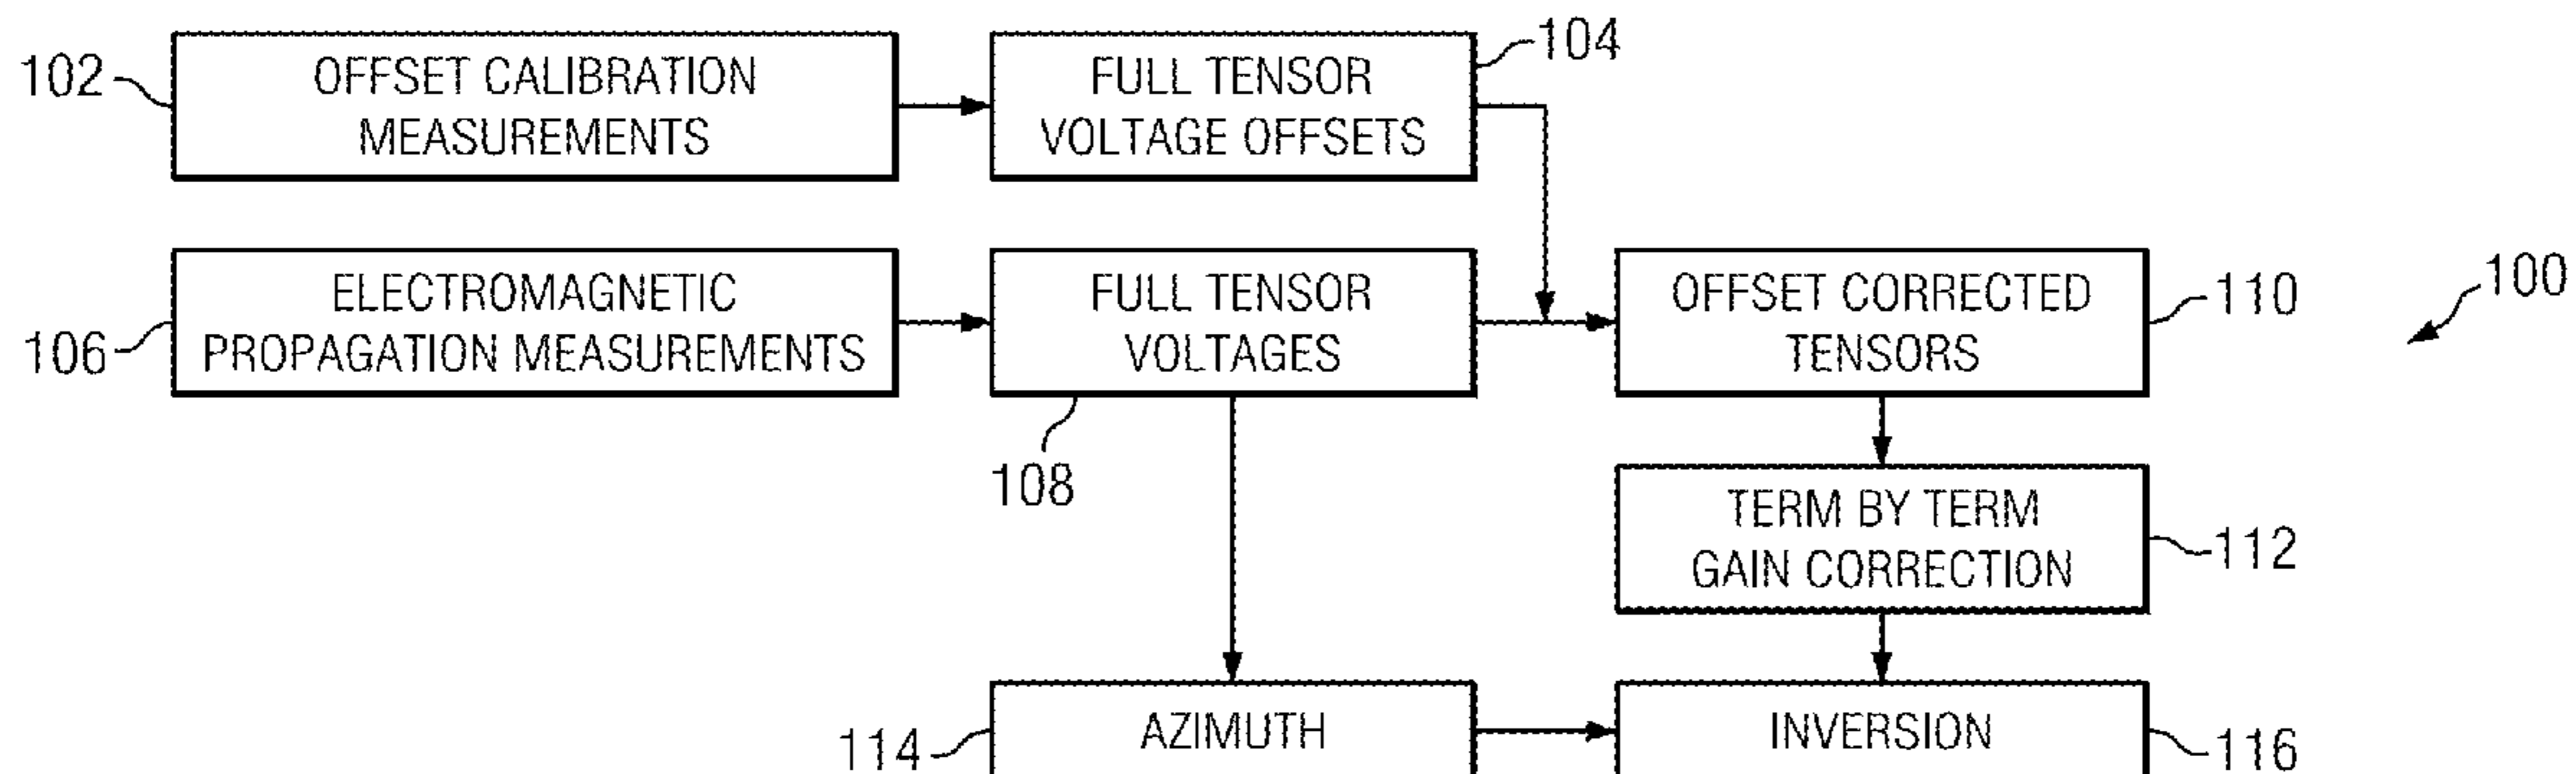 102
OFFSET CALIBRATION
MEASUREMENTS
FULL TENSOR
VOLTAGE OFFSETS
104
106
ELECTROMAGNETIC
PROPAGATION MEASUREMENTS
FULL TENSOR
VOLTAGES
108
OFFSET CORRECTED
TENSORS
110
100
TERM BY TERM
GAIN CORRECTION
112
114
AZIMUTH
INVERSION
116